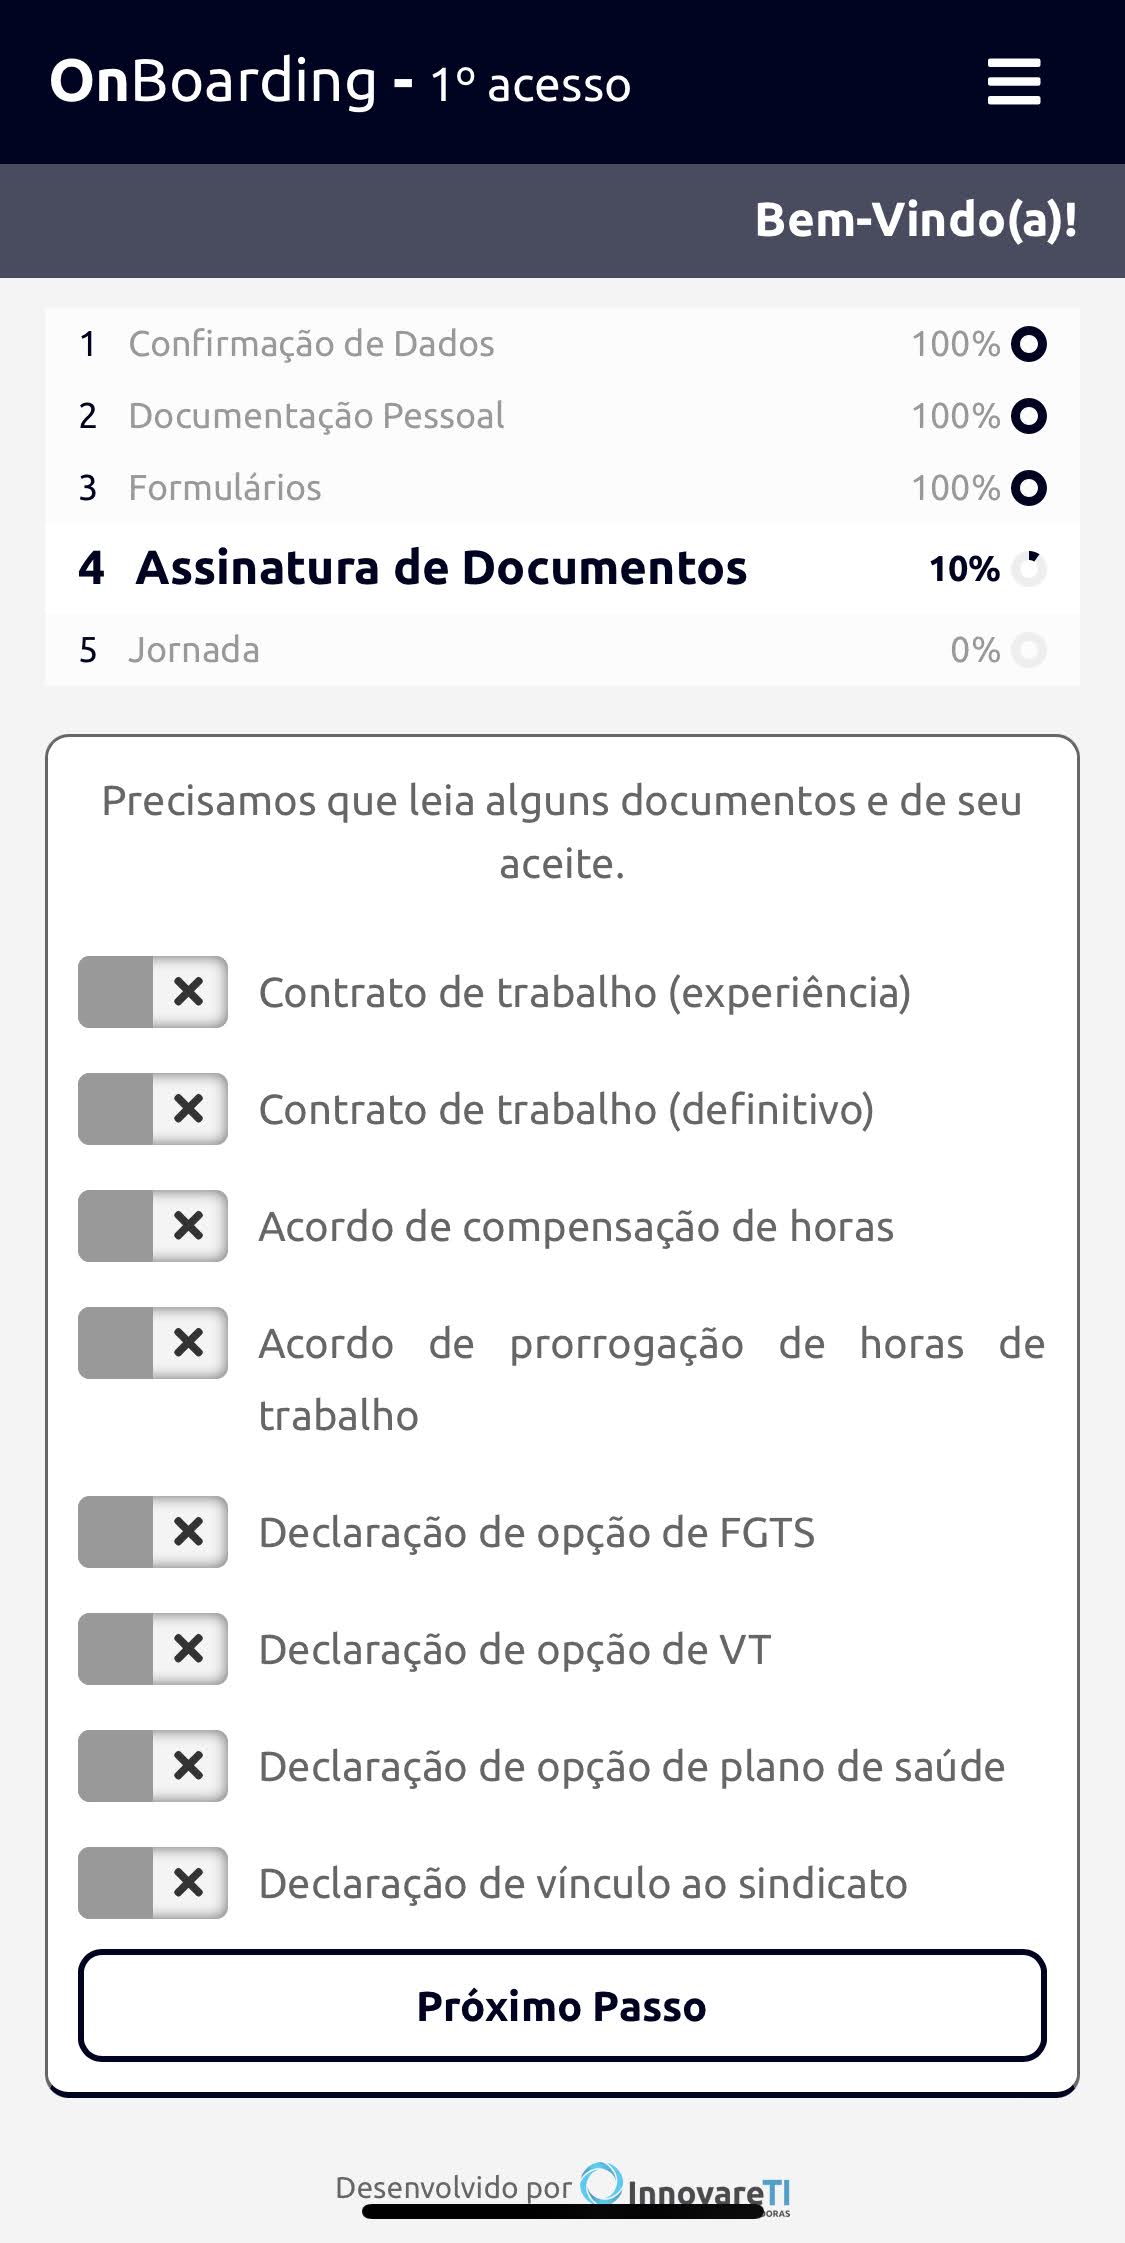 OnBoarding - 1º acesso
Bem-Vindo(a)!
1 Confirmação de Dados 100%
2 Documentação Pessoal 100%
3 Formulários 100%
4 Assinatura de Documentos 10%
5 Jornada 0%
Precisamos que leia alguns documentos e de seu
aceite.
Contrato de trabalho (experiência)
Contrato de trabalho (definitivo)
Acordo de compensação de horas
Acordo de prorrogação de horas de
trabalho
Declaração de opção de FGTS
Declaração de opção de VT
Declaração de opção de plano de saúde
Declaração de vínculo ao sindicato
Próximo Passo
Desenvolvido por InnovareTI